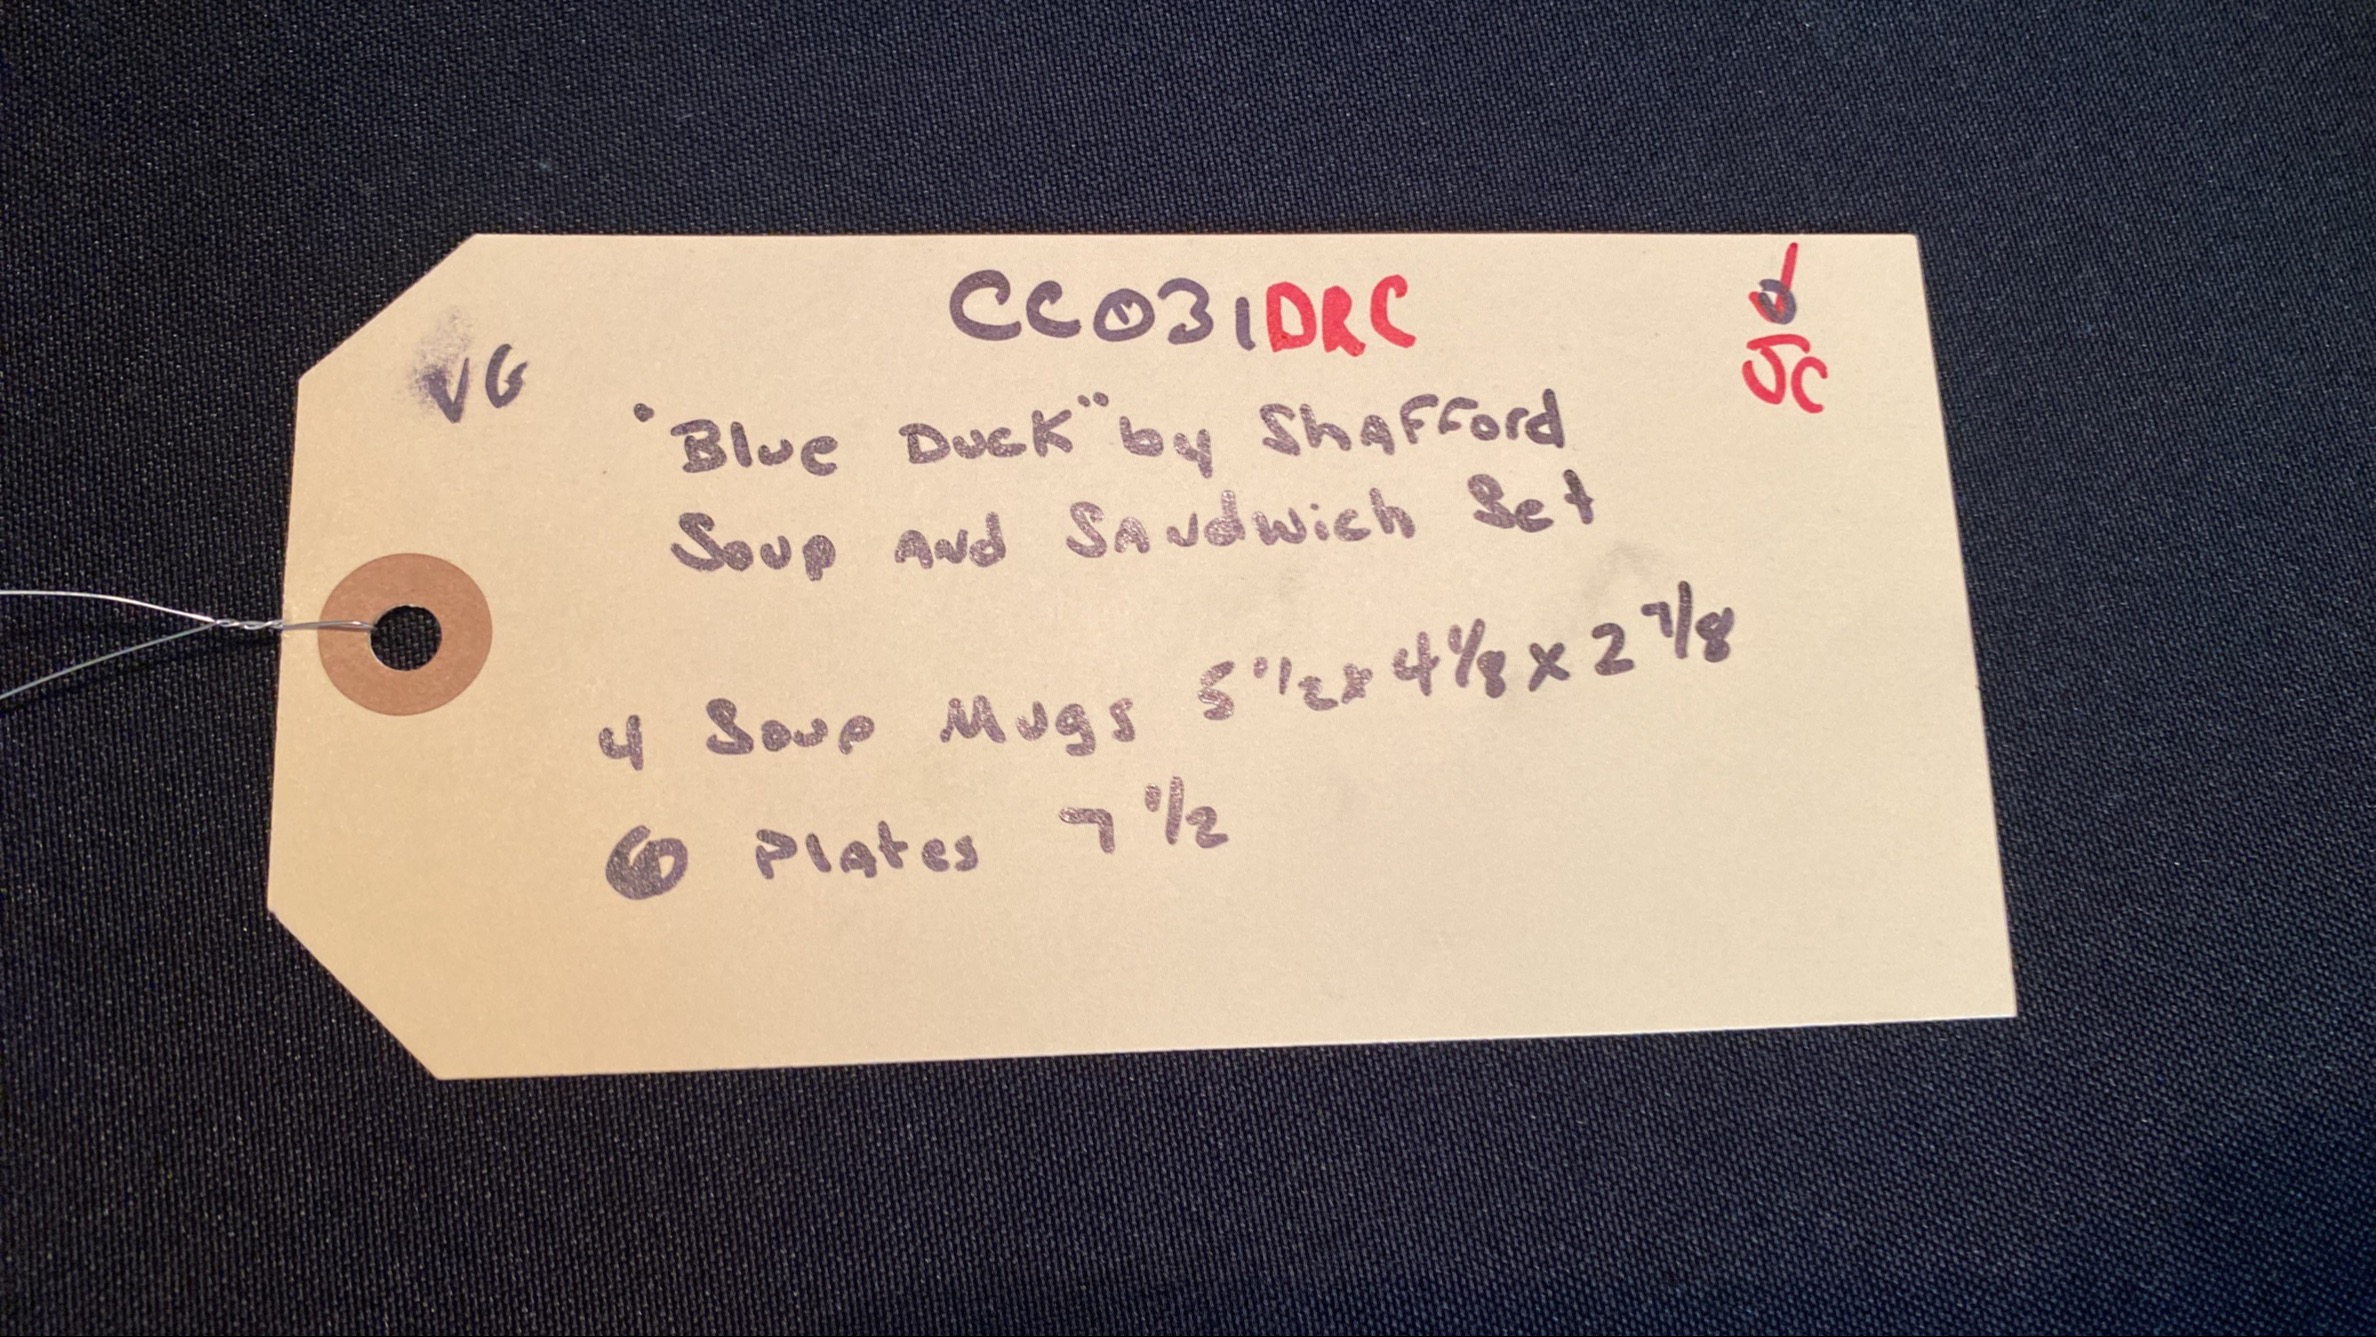 CC031DRC
JC
VG
"Blue Duck" by Shafford
Soup and Sandwich Set
4 Soup Mugs 5 1/2 x 4 1/8 x 2 7/8
Plates 7 1/2